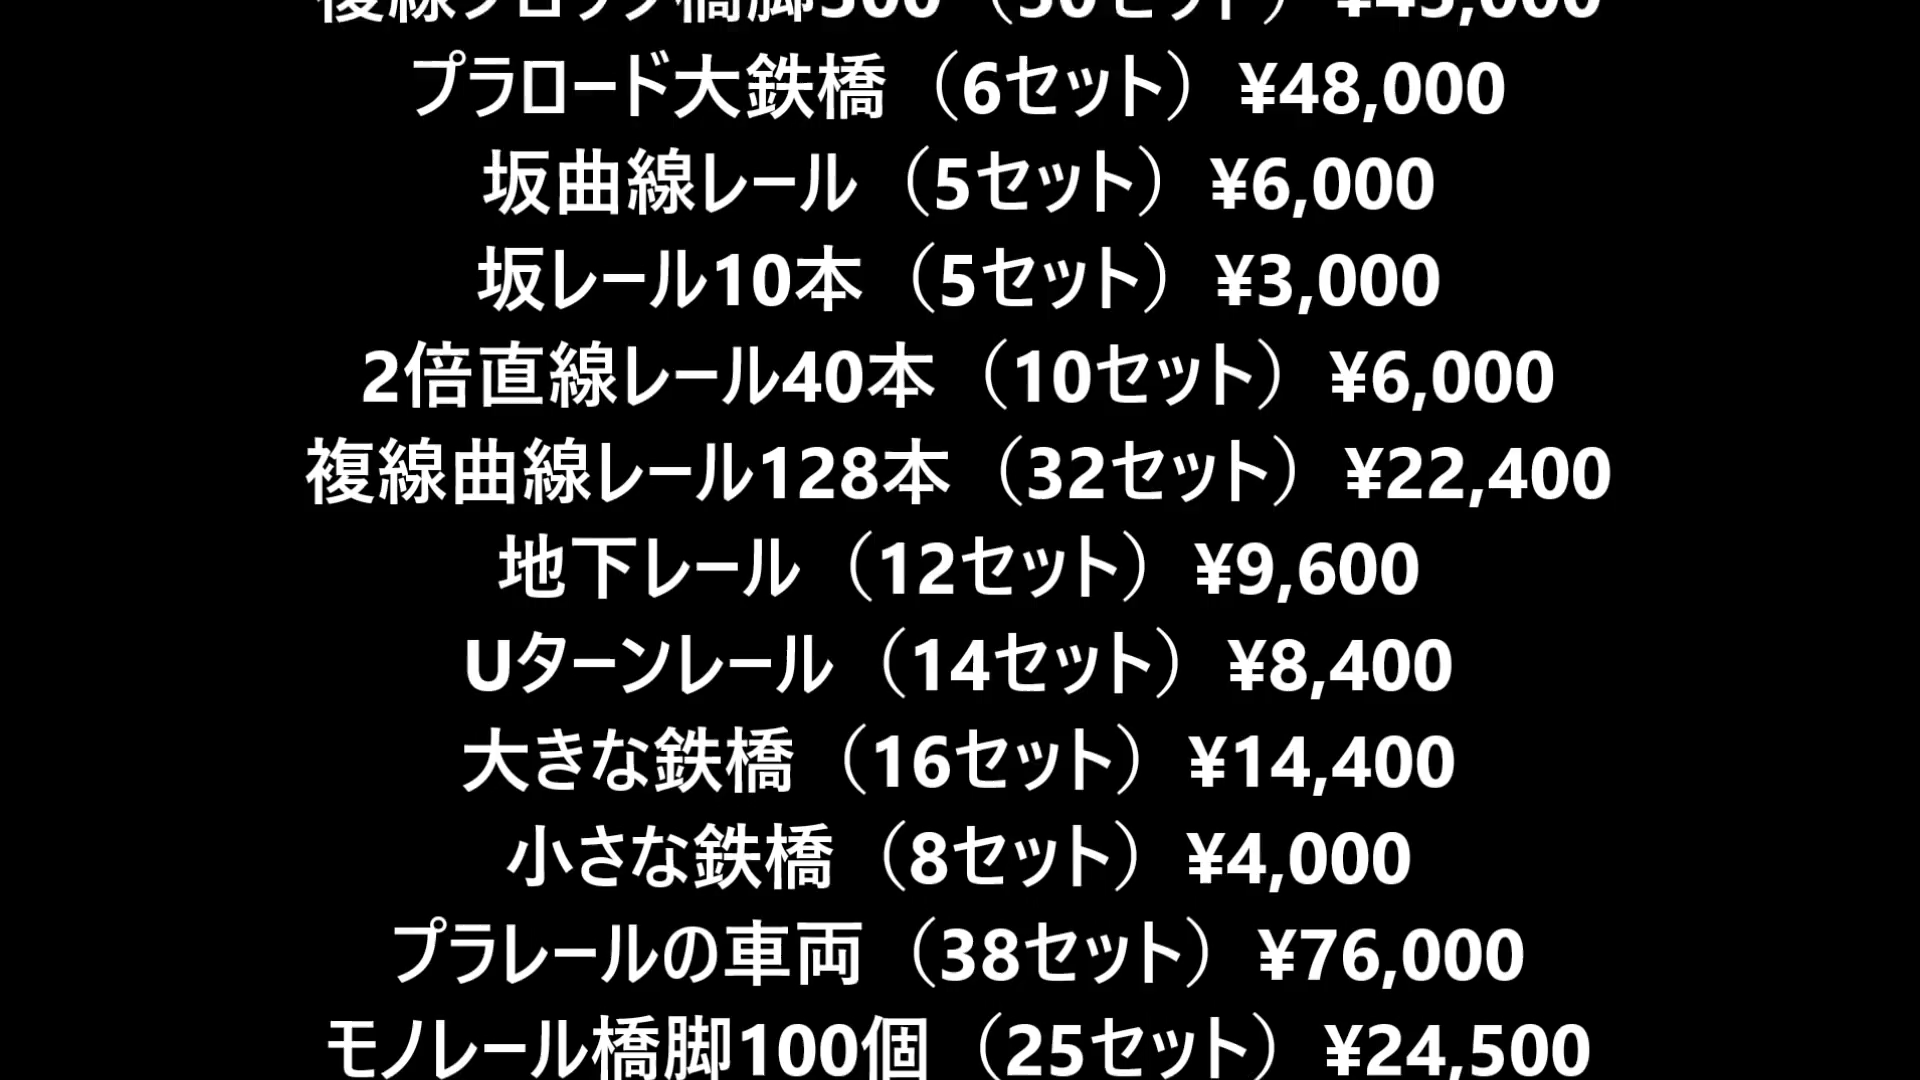 プラロード大鉄橋（6セット）¥48,000
坂曲線レール（5セット）¥6,000
坂レール10本（5セット）¥3,000
2倍直線レール40本（10セット）¥6,000
複線曲線レール128本（32セット）¥22,400
地下レール（12セット）¥9,600
Uターンレール（14セット）¥8,400
大きな鉄橋（16セット）¥14,400
小さな鉄橋（8セット）¥4,000
プラレールの車両（38セット）¥76,000
モノレール橋脚100個（25セット）¥24,500